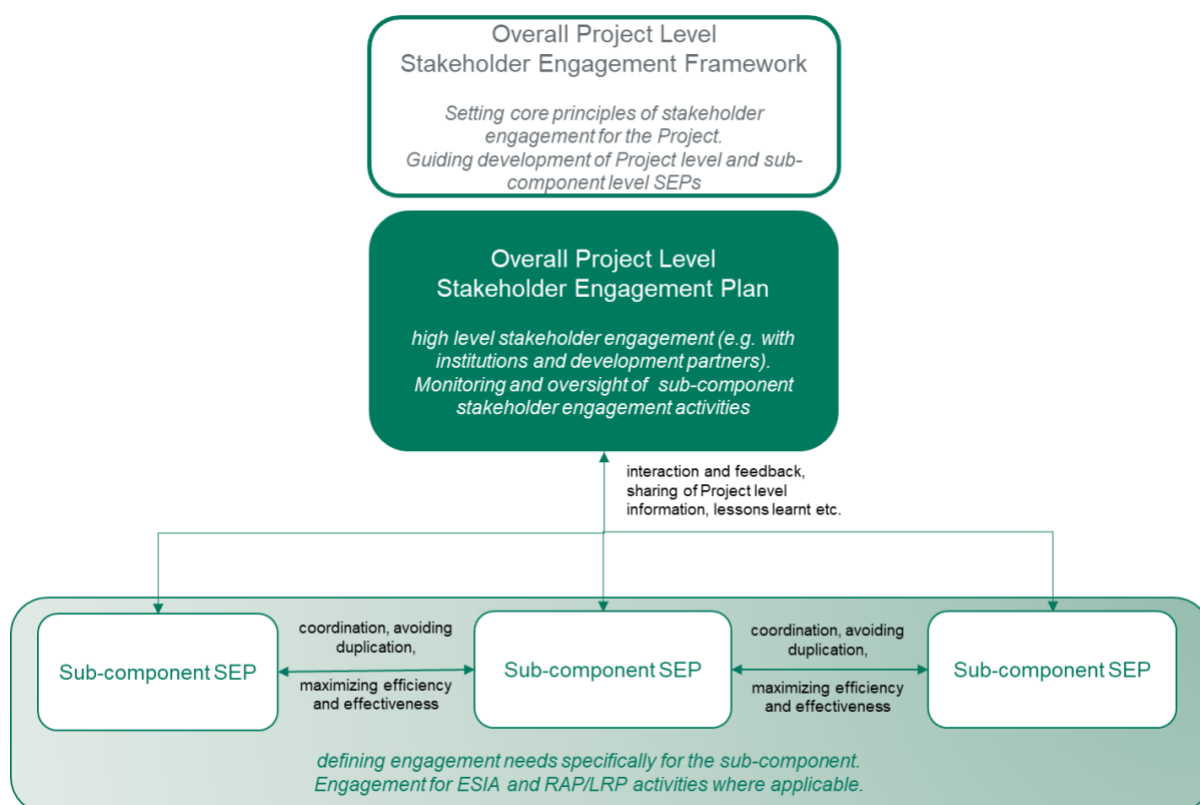 Overall Project Level
Stakeholder Engagement Framework
Setting core principles of stakeholder
engagement for the Project.
Guiding development of Project level and sub-
component level SEPs
Overall Project Level
Stakeholder Engagement Plan
high level stakeholder engagement (e.g. with
institutions and development partners).
Monitoring and oversight of sub-component
stakeholder engagement activities
interaction and feedback,
sharing of Project level
information, lessons learnt etc.
Sub-component SEP
coordination, avoiding
duplication,
maximizing efficiency
and effectiveness
Sub-component SEP
coordination, avoiding
duplication,
maximizing efficiency
and effectiveness
Sub-component SEP
defining engagement needs specifically for the sub-component.
Engagement for ESIA and RAP/LRP activities where applicable.